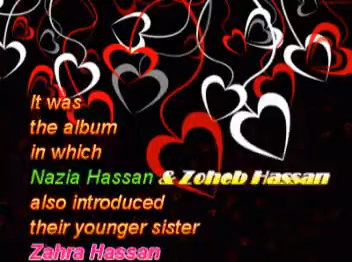 It was
the album
in which
Nazia Hassan & Zoheb Hassan
also introduced
their younger sister
Zahra Hassan